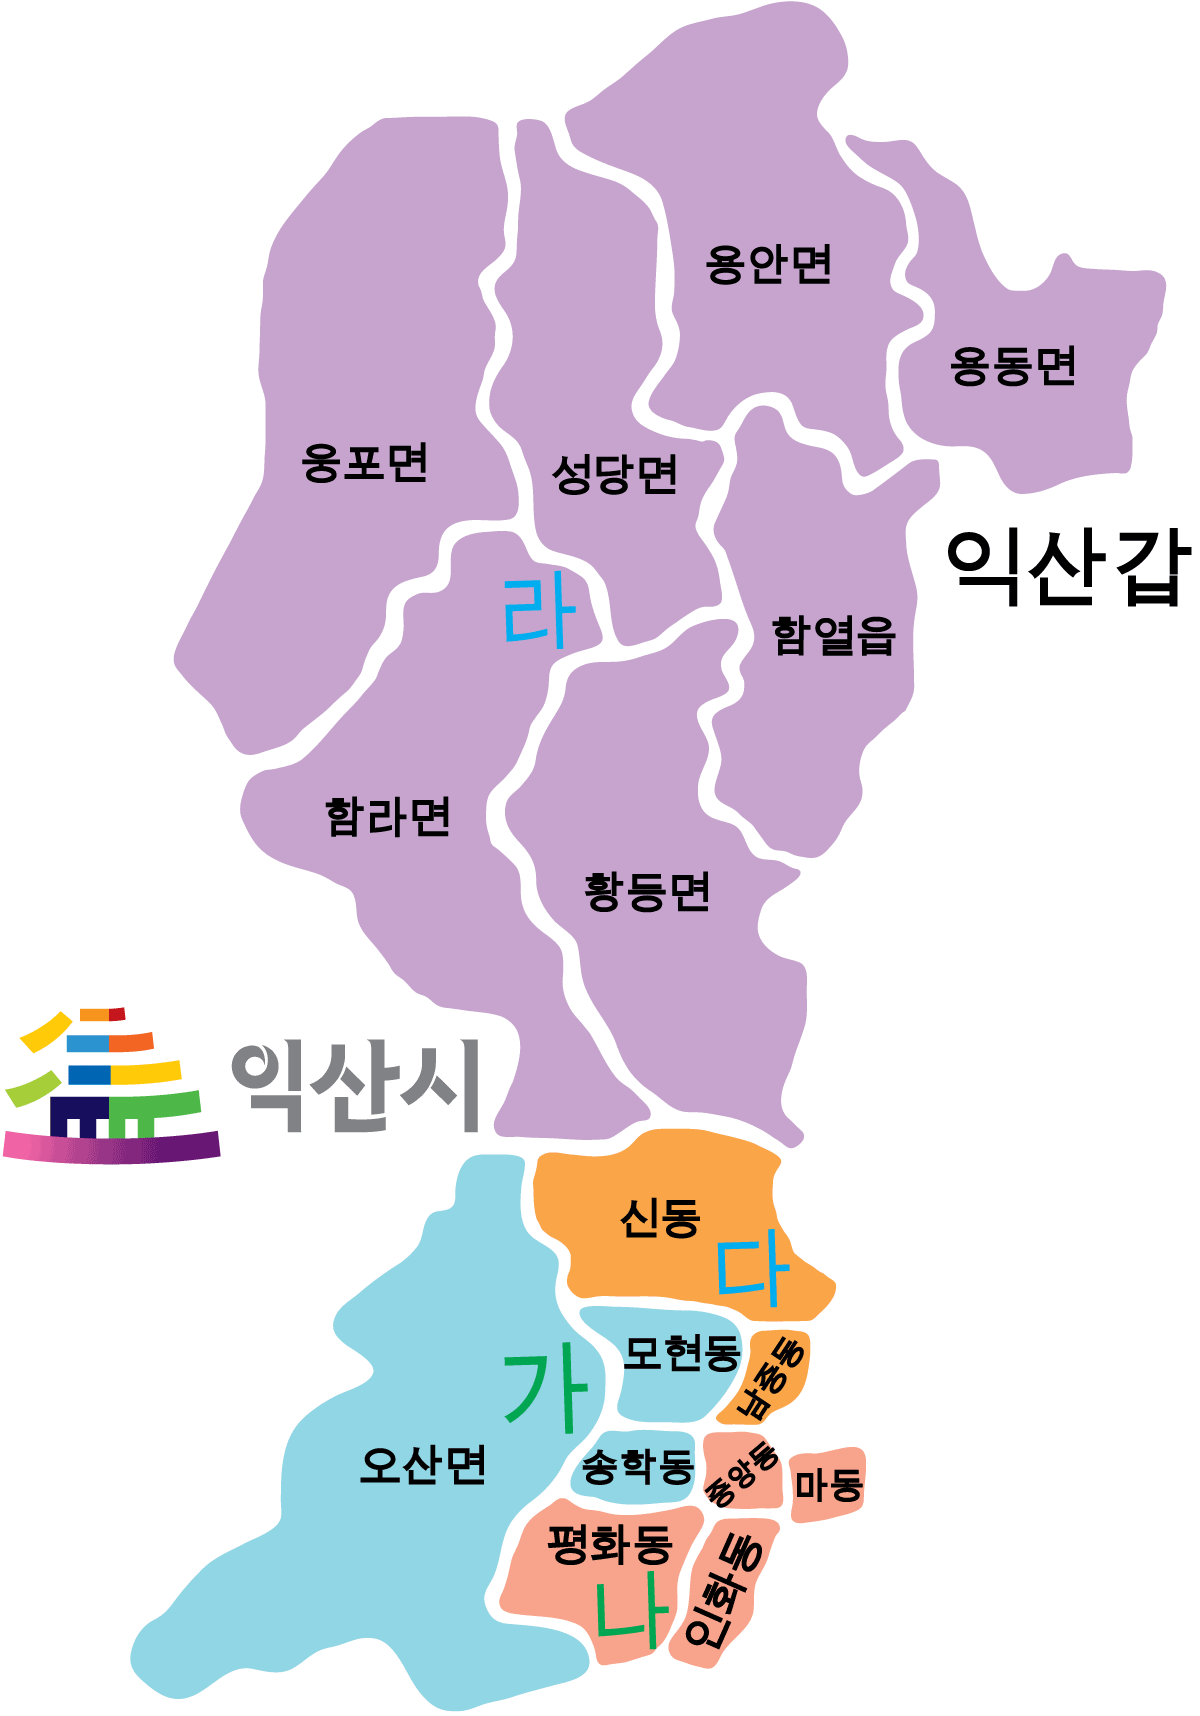 용안면
용동면
웅포면
성당면
익산갑
라
함열읍
함라면
황등면
익산시
신동
다
모현동
남중동
가
오산면
송학동
중앙동
마동
평화동
나
인화동